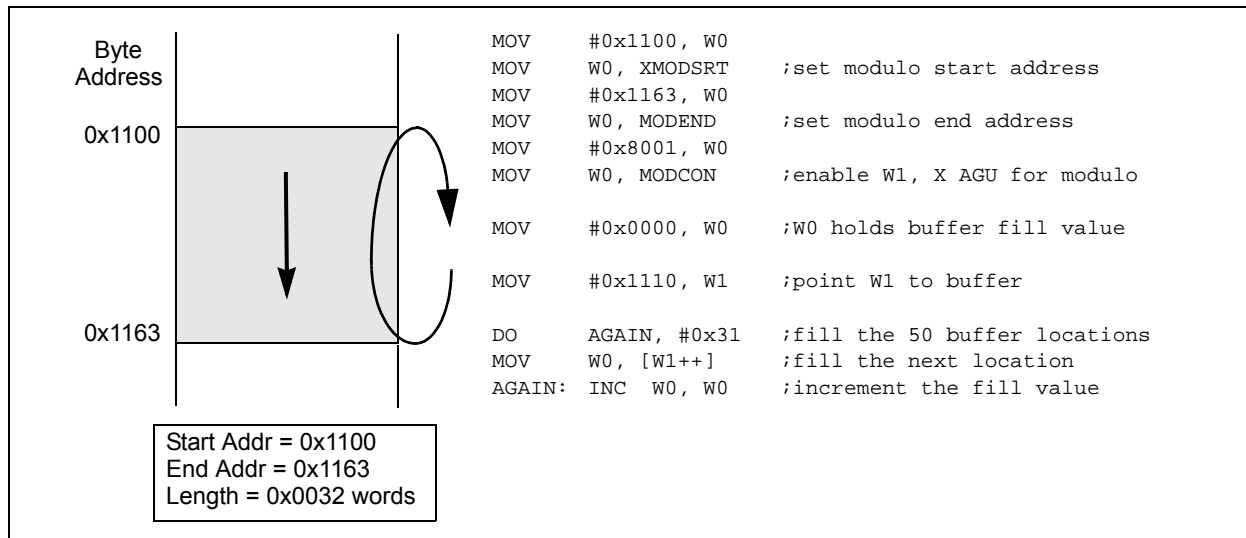 Byte
Address
0x1100
0x1163
Start Addr = 0x1100
End Addr = 0x1163
Length = 0x0032 words
MOV #0x1100, W0
MOV W0, XMODSRT ;set modulo start address
MOV #0x1163, W0
MOV W0, MODEND ;set modulo end address
MOV #0x8001, W0
MOV W0, MODCON ;enable W1, X AGU for modulo
MOV #0x0000, W0 ;W0 holds buffer fill value
MOV #0x1110, W1 ;point W1 to buffer
DO AGAIN, #0x31 ;fill the 50 buffer locations
MOV W0, [W1++] ;fill the next location
AGAIN: INC W0, W0 ;increment the fill value